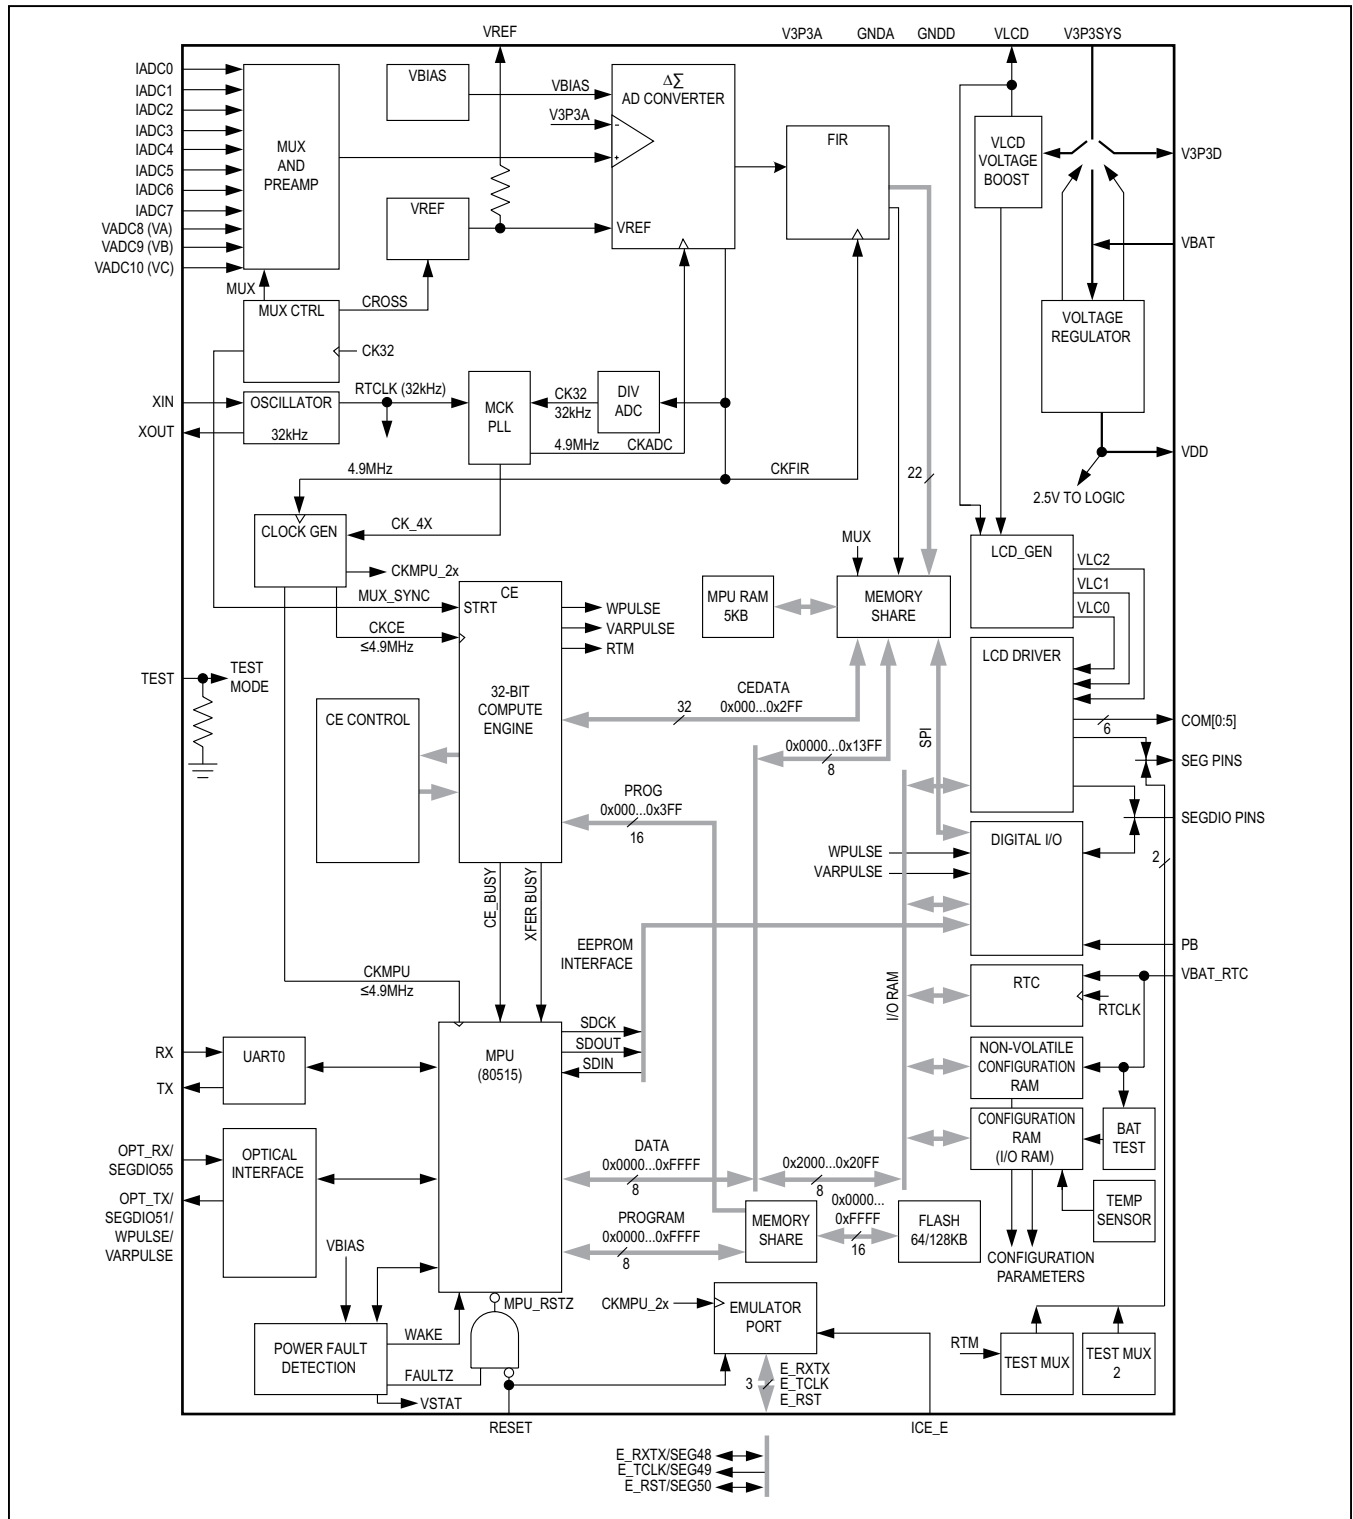 VREF
V3P3A
GNDA
GNDD
VLCD
V3P3SYS
IADC0
IADC1
IADC2
IADC3
IADC4
IADC5
IADC6
IADC7
VADC8 (VA)
VADC9 (VB)
VADC10 (VC)
MUX
AND
PREAMP
VBIAS
VBIAS
V3P3A
ΔΣ
AD CONVERTER
-
+
VREF
VREF
FIR
VLCD
VOLTAGE
BOOST
V3P3D
VBAT
VOLTAGE
REGULATOR
MUX
MUX CTRL
CROSS
CK32
XIN
XOUT
OSCILLATOR
32kHz
RTCLK (32kHz)
MCK
PLL
CK32
32kHz
DIV
ADC
4.9MHz
CKADC
4.9MHz
CKFIR
22
VDD
2.5V TO LOGIC
CLOCK GEN
CK_4X
CKMPU_2x
MUX_SYNC
CKCE
≤4.9MHz
CE
STRT
32-BIT
COMPUTE
ENGINE
WPULSE
VARPULSE
RTM
MUX
MPU RAM
5KB
MEMORY
SHARE
LCD_GEN
VLC2
VLC1
VLC0
LCD DRIVER
TEST
TEST
MODE
CE CONTROL
CEDATA
0x000...0x2FF
32
0x0000...0x13FF
8
SPI
COM[0:5]
6
SEG PINS
SEGDIO PINS
PROG
0x000...0x3FF
16
DIGITAL I/O
WPULSE
VARPULSE
2
CE_BUSY
XFER BUSY
EEPROM
INTERFACE
I/O RAM
PB
VBAT_RTC
RTC
RTCLK
CKMPU
≤4.9MHz
RX
TX
UART0
MPU
(80515)
SDCK
SDOUT
SDIN
NON-VOLATILE
CONFIGURATION
RAM
CONFIGURATION
RAM
(I/O RAM)
BAT
TEST
TEMP
SENSOR
OPT_RX/
SEGDIO55
OPT_TX/
SEGDIO51/
WPULSE/
VARPULSE
OPTICAL
INTERFACE
DATA
0x0000...0xFFFF
8
0x2000...0x20FF
8
PROGRAM
0x0000...0xFFFF
8
MEMORY
SHARE
0x0000...
0xFFFF
16
FLASH
64/128KB
CONFIGURATION
PARAMETERS
VBIAS
POWER FAULT
DETECTION
WAKE
FAULTZ
VSTAT
MPU_RSTZ
CKMPU_2x
EMULATOR
PORT
3
E_RXTX
E_TCLK
E_RST
RTM
TEST MUX
TEST MUX
2
RESET
ICE_E
E_RXTX/SEG48
E_TCLK/SEG49
E_RST/SEG50